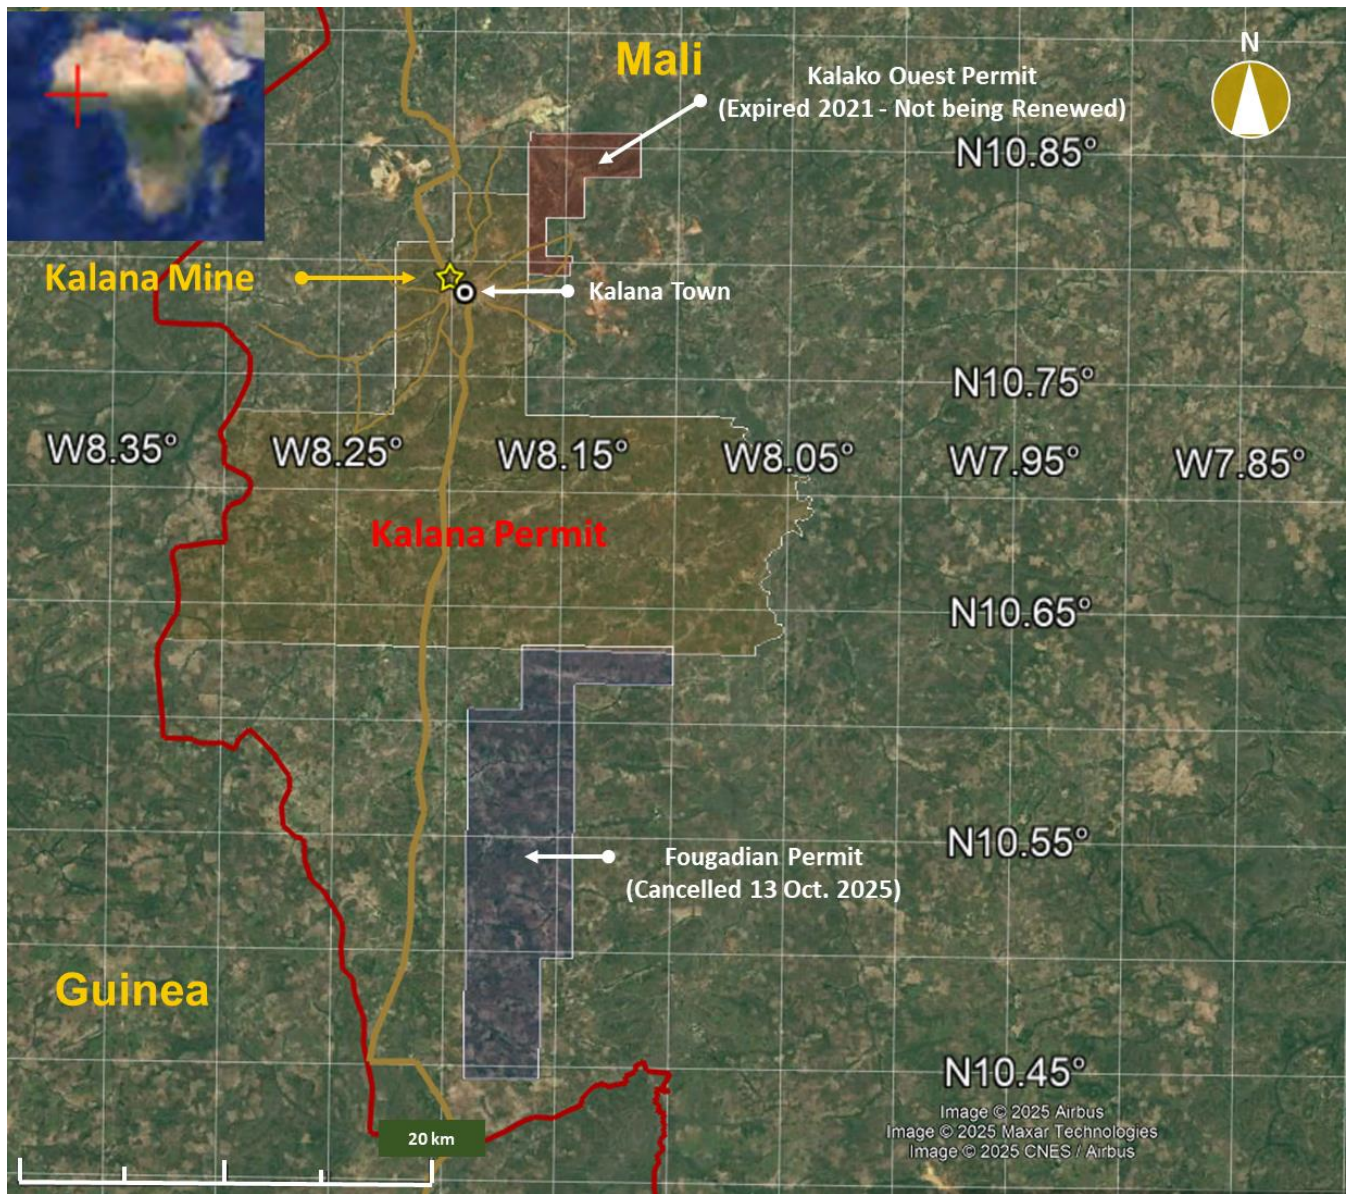 Mali
N
Kalako Ouest Permit
(Expired 2021 - Not being Renewed)
N10.85°
Kalana Mine
Kalana Town
N10.75°
W8.35°
W8.25°
W8.15°
W8.05°
W7.95°
W7.85°
Kalana Permit
N10.65°
N10.55°
Fougadian Permit
(Cancelled 13 Oct. 2025)
Guinea
N10.45°
Image © 2025 Airbus
Image © 2025 Maxar Technologies
Image © 2025 CNES / Airbus
20 km